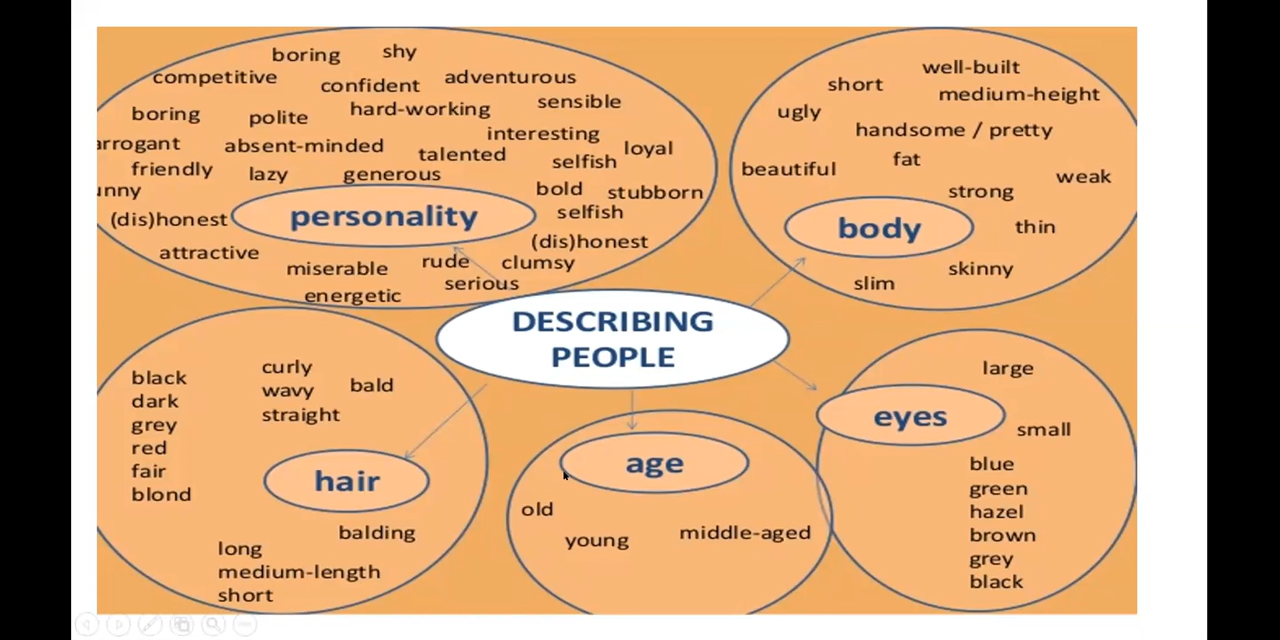 boring shy
competitive confident adventurous
boring polite hard-working sensible
arrogant absent-minded interesting loyal
friendly lazy generous talented selfish
unny bold stubborn
(dis)honest personality selfish
attractive (dis)honest
miserable rude clumsy
energetic serious
well-built
short medium-height
ugly
handsome / pretty
beautiful fat
strong weak
body thin
skinny
slim
DESCRIBING
PEOPLE
black
dark
grey
red
fair
blond
curly
wavy
straight
bald
hair
balding
long
medium-length
short
age
old
young middle-aged
large
eyes
small
blue
green
hazel
brown
grey
black